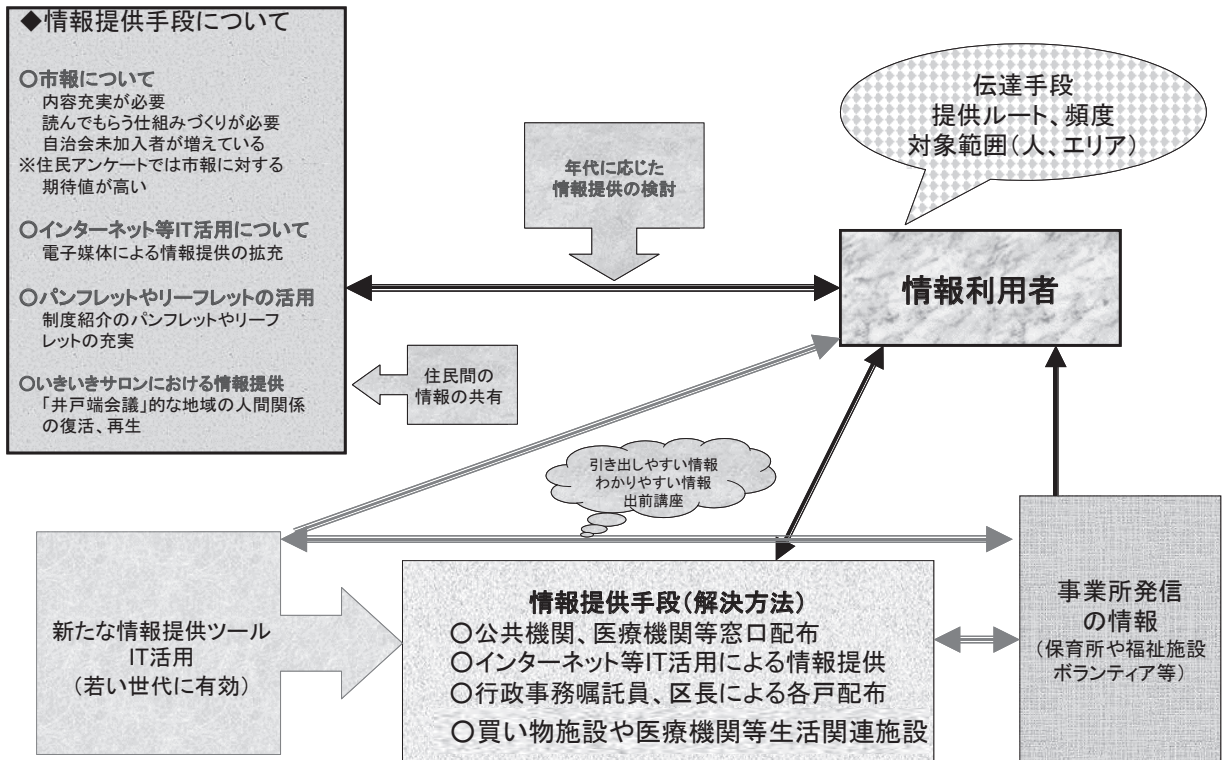 ◆情報提供手段について
○市報について
内容充実が必要
読んでもらう仕組みづくりが必要
自治会未加入者が増えている
※住民アンケートでは市報に対する
期待値が高い
○インターネット等IT活用について
電子媒体による情報提供の拡充
○パンフレットやリーフレットの活用
制度紹介のパンフレットやリーフ
レットの充実
○いきいきサロンにおける情報提供
「井戸端会議」的な地域の人間関係
の復活、再生
年代に応じた
情報提供の検討
伝達手段
提供ルート、頻度
対象範囲(人、エリア)
情報利用者
住民間の
情報の共有
引き出しやすい情報
わかりやすい情報
出前講座
新たな情報提供ツール
IT活用
(若い世代に有効)
情報提供手段(解決方法)
○公共機関、医療機関等窓口配布
○インターネット等IT活用による情報提供
○行政事務嘱託員、区長による各戸配布
○買い物施設や医療機関等生活関連施設
事業所発信
の情報
(保育所や福祉施設
ボランティア等)